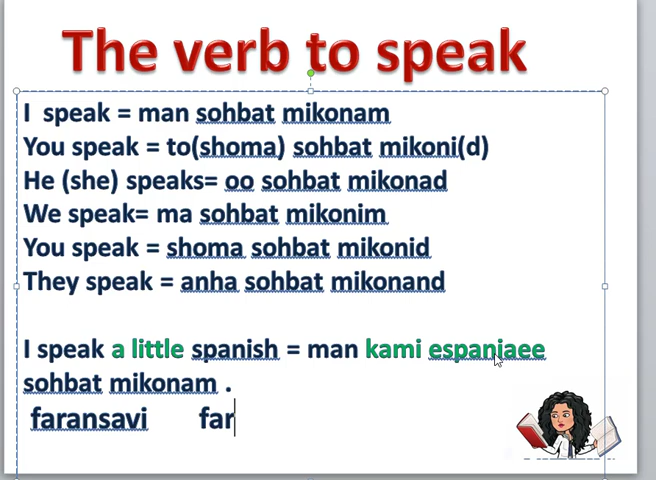 The verb to speak
I speak = man sohbat mikonam
You speak = to(shoma) sohbat mikoni(d)
He (she) speaks= oo sohbat mikonad
We speak= ma sohbat mikonim
You speak = shoma sohbat mikonid
They speak = anha sohbat mikonand
I speak a little spanish = man kami espaniaee
sohbat mikonam .
faransavi far